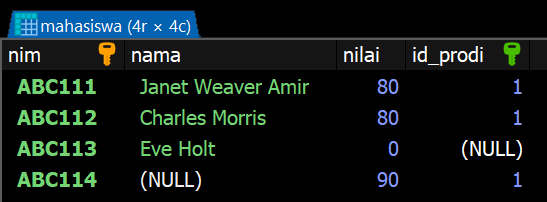 mahasiswa (4r × 4c)
nim nama nilai id_prodi
ABC111 Janet Weaver Amir 80 1
ABC112 Charles Morris 80 1
ABC113 Eve Holt 0 (NULL)
ABC114 (NULL) 90 1